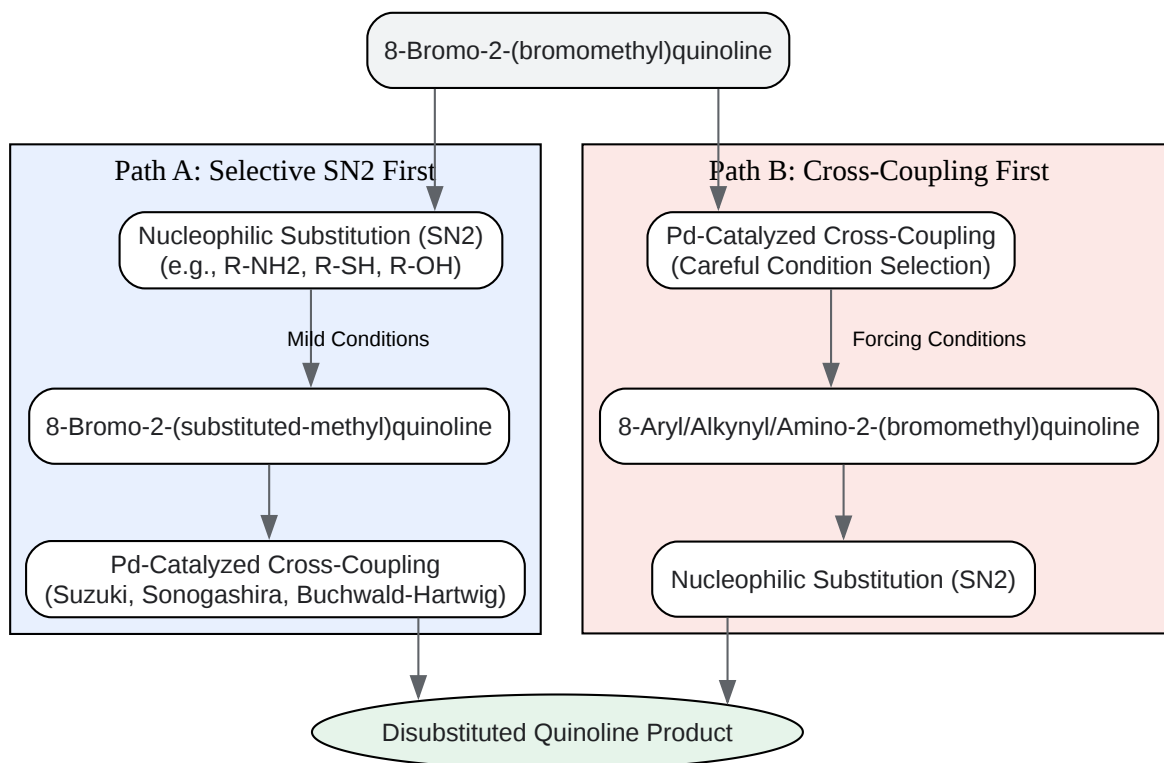 8-Bromo-2-(bromomethyl)quinoline
Path A: Selective SN2 First
Path B: Cross-Coupling First
Nucleophilic Substitution (SN2)
(e.g., R-NH2, R-SH, R-OH)
Pd-Catalyzed Cross-Coupling
(Careful Condition Selection)
Mild Conditions
Forcing Conditions
8-Bromo-2-(substituted-methyl)quinoline
8-Aryl/Alkynyl/Amino-2-(bromomethyl)quinoline
Pd-Catalyzed Cross-Coupling
(Suzuki, Sonogashira, Buchwald-Hartwig)
Nucleophilic Substitution (SN2)
Disubstituted Quinoline Product